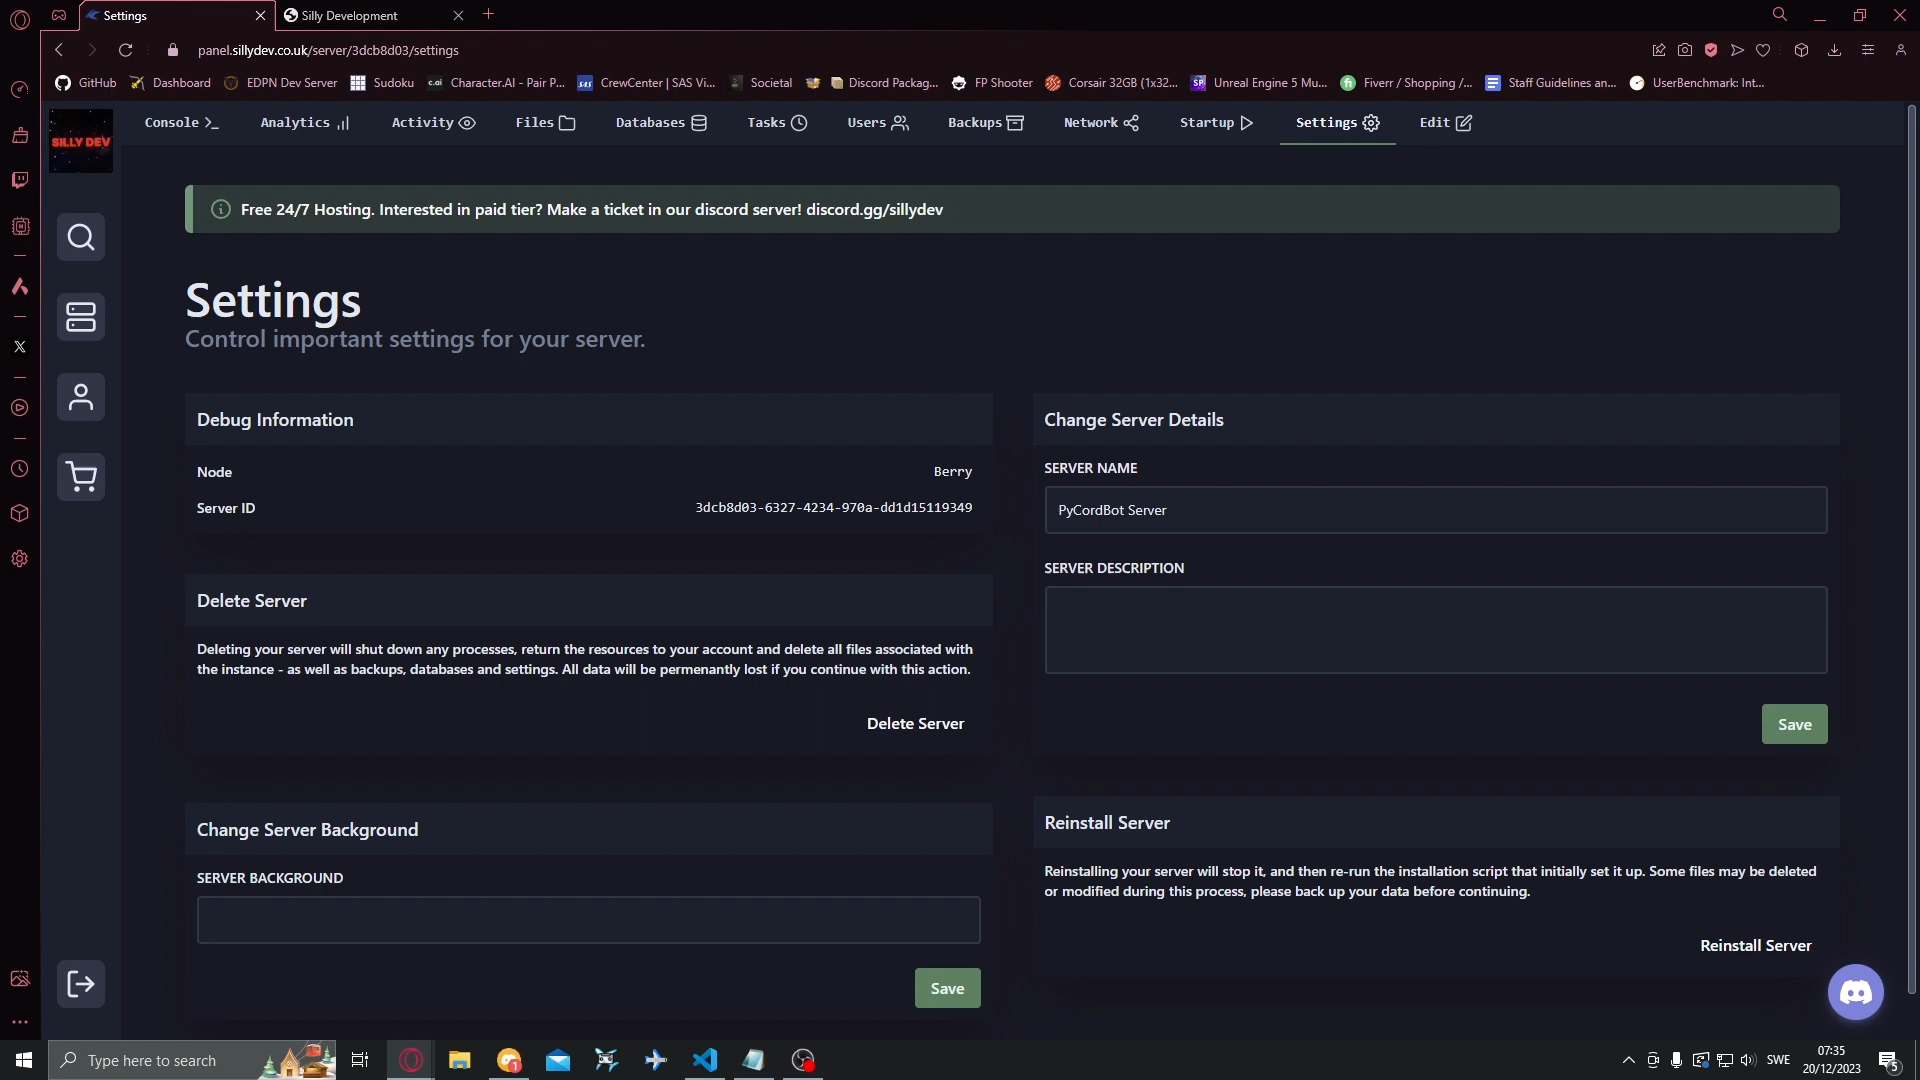 Settings
Silly Development
panel.sillydev.co.uk/server/3dcb8d03/settings
GitHub
Dashboard
EDPN Dev Server
Sudoku
c.ai
Character.AI - Pair P...
SAS
CrewCenter | SAS Vi...
Societal
Discord Packag...
FP Shooter
Corsair 32GB (1x32...
SP
Unreal Engine 5 Mu...
fi
Fiverr / Shopping /...
Staff Guidelines an...
UserBenchmark: Int...
SILLY DEV
Console
Analytics
Activity
Files
Databases
Tasks
Users
Backups
Network
Startup
Settings
Edit
Free 24/7 Hosting. Interested in paid tier? Make a ticket in our discord server! discord.gg/sillydev
Settings
Control important settings for your server.
Debug Information
Node
Berry
Server ID
3dcb8d03-6327-4234-970a-dd1d15119349
Delete Server
Deleting your server will shut down any processes, return the resources to your account and delete all files associated with
the instance - as well as backups, databases and settings. All data will be permenantly lost if you continue with this action.
Delete Server
Change Server Background
SERVER BACKGROUND
Save
Change Server Details
SERVER NAME
PyCordBot Server
SERVER DESCRIPTION
Save
Reinstall Server
Reinstalling your server will stop it, and then re-run the installation script that initially set it up. Some files may be deleted
or modified during this process, please back up your data before continuing.
Reinstall Server
Type here to search
1
SWE
07:35
20/12/2023
5